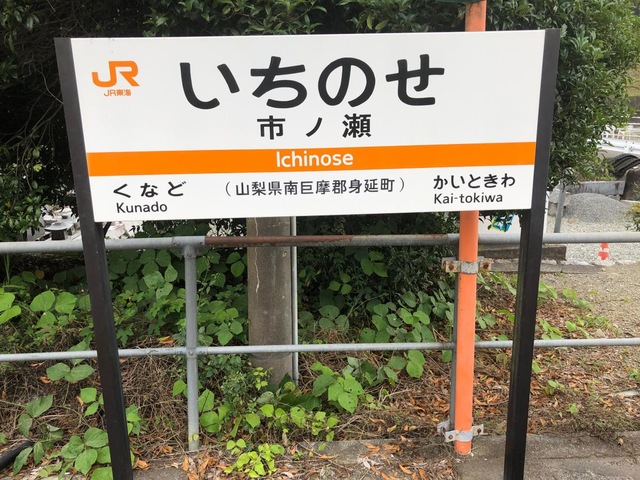 JR
JR東海
いちのせ
市ノ瀬
Ichinose
くなど
Kunado
（山梨県南巨摩郡身延町）
かいときわ
Kai-tokiwa